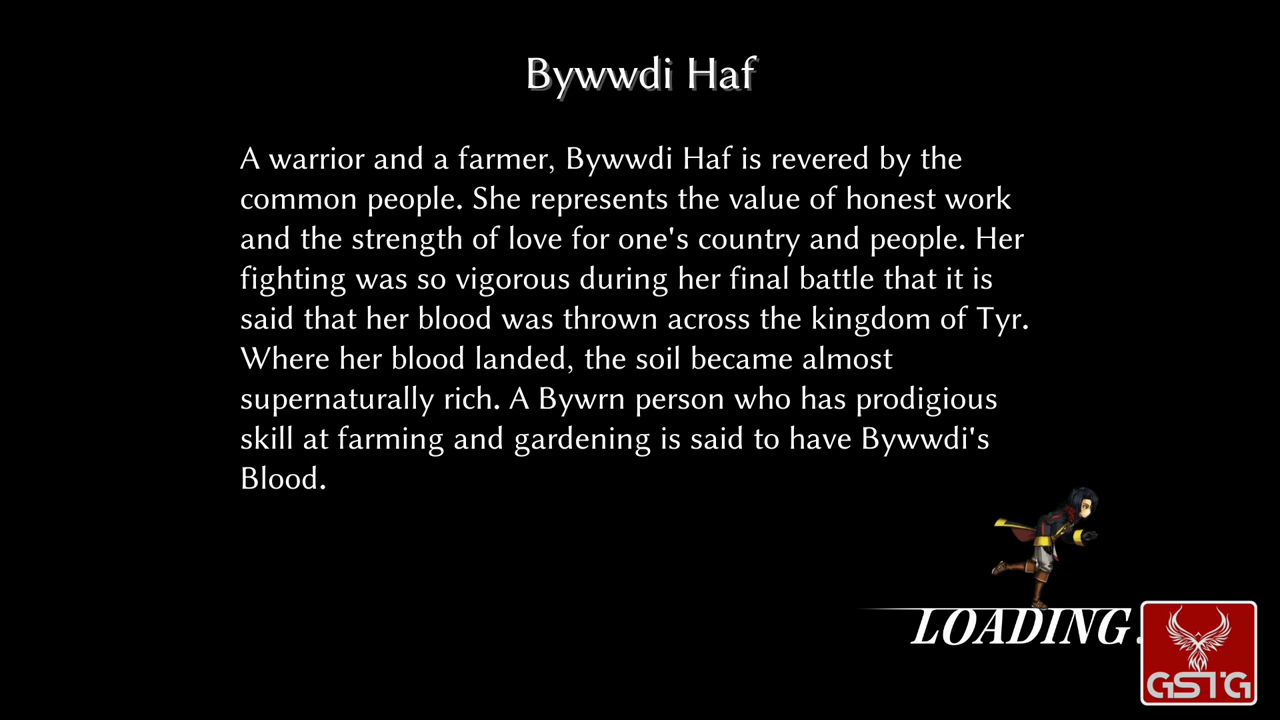 Bywwdi Haf
A warrior and a farmer, Bywwdi Haf is revered by the
common people. She represents the value of honest work
and the strength of love for one's country and people. Her
fighting was so vigorous during her final battle that it is
said that her blood was thrown across the kingdom of Tyr.
Where her blood landed, the soil became almost
supernaturally rich. A Bywrn person who has prodigious
skill at farming and gardening is said to have Bywwdi's
Blood.
LOADING.
GSTG